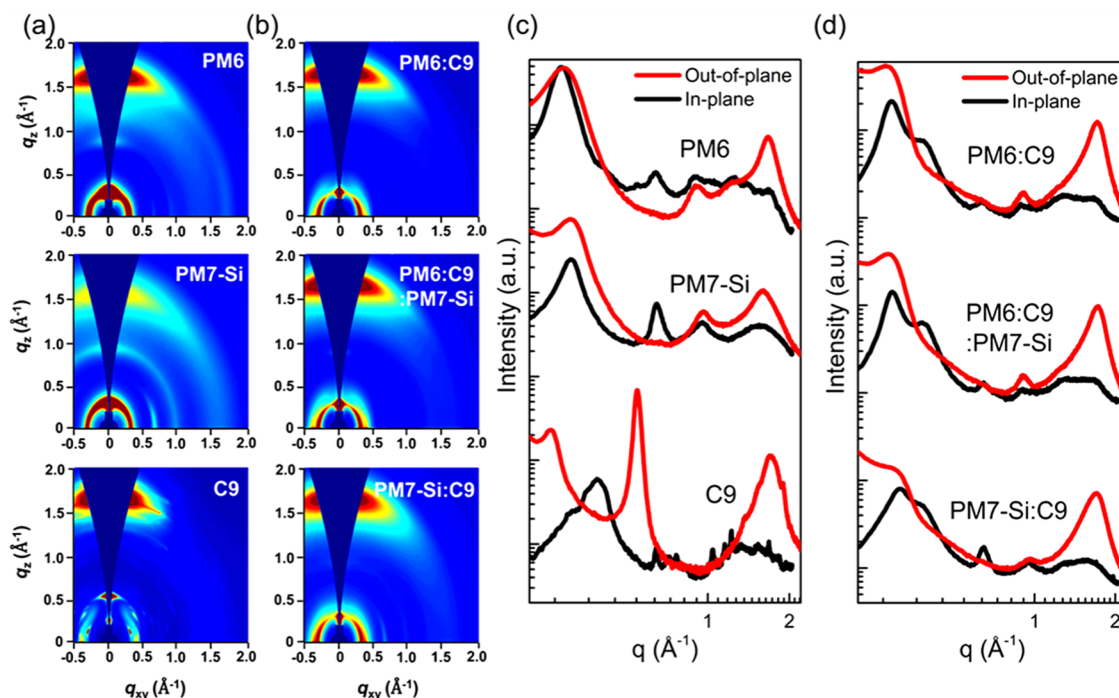 (a)
(b)
(c)
(d)
2.0
1.5
1.0
0.5
0
qz (Å-1)
PM6
-0.5 0 0.5 1.0 1.5 2.0
PM6:C9
-0.5 0 0.5 1.0 1.5 2.0
2.0
1.5
1.0
0.5
0
qz (Å-1)
PM7-Si
-0.5 0 0.5 1.0 1.5 2.0
PM6:C9
:PM7-Si
-0.5 0 0.5 1.0 1.5 2.0
2.0
1.5
1.0
0.5
0
qz (Å-1)
C9
-0.5 0 0.5 1.0 1.5 2.0
qxy (Å-1)
PM7-Si:C9
-0.5 0 0.5 1.0 1.5 2.0
qxy (Å-1)
Intensity (a.u.)
Out-of-plane
In-plane
PM6
PM7-Si
C9
1 2
q (Å-1)
Intensity (a.u.)
Out-of-plane
In-plane
PM6:C9
PM6:C9
:PM7-Si
PM7-Si:C9
1 2
q (Å-1)